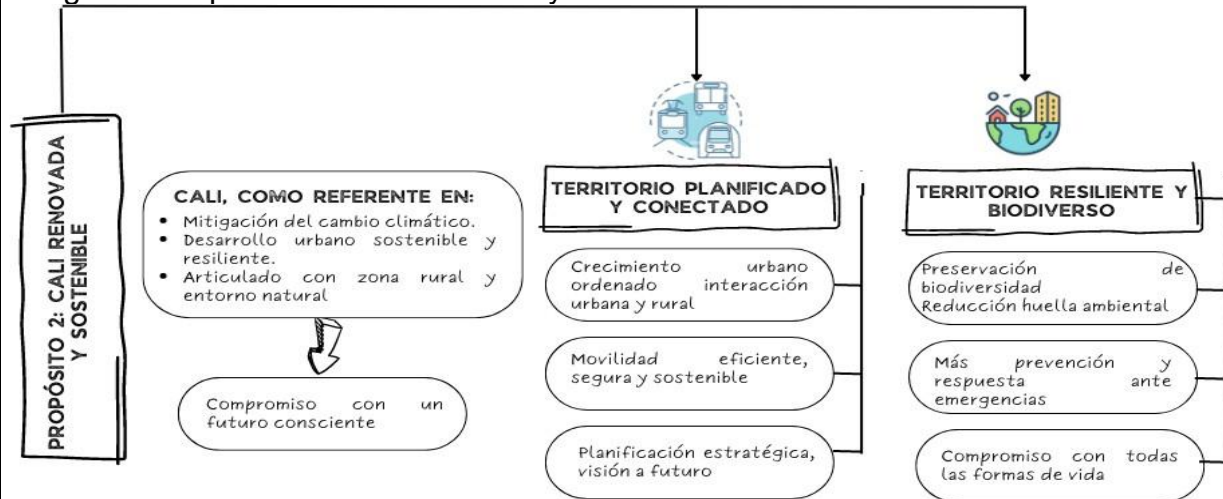 PROPÓSITO 2: CALI RENOVADA
Y SOSTENIBLE
CALI, COMO REFERENTE EN:
• Mitigación del cambio climático.
• Desarrollo urbano sostenible y
resiliente.
• Articulado con zona rural y
entorno natural
Compromiso con un
futuro consciente
TERRITORIO PLANIFICADO
Y CONECTADO
Crecimiento urbano
ordenado interacción
urbana y rural
Movilidad eficiente,
segura y sostenible
Planificación estratégica,
visión a futuro
TERRITORIO RESILIENTE Y
BIODIVERSO
Preservación de
biodiversidad
Reducción huella ambiental
Más prevención y
respuesta ante
emergencias
Compromiso con todas
las formas de vida